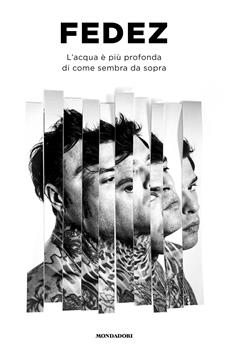 FEDEZ
L'acqua è più profonda
di come sembra da sopra
MONDADORI